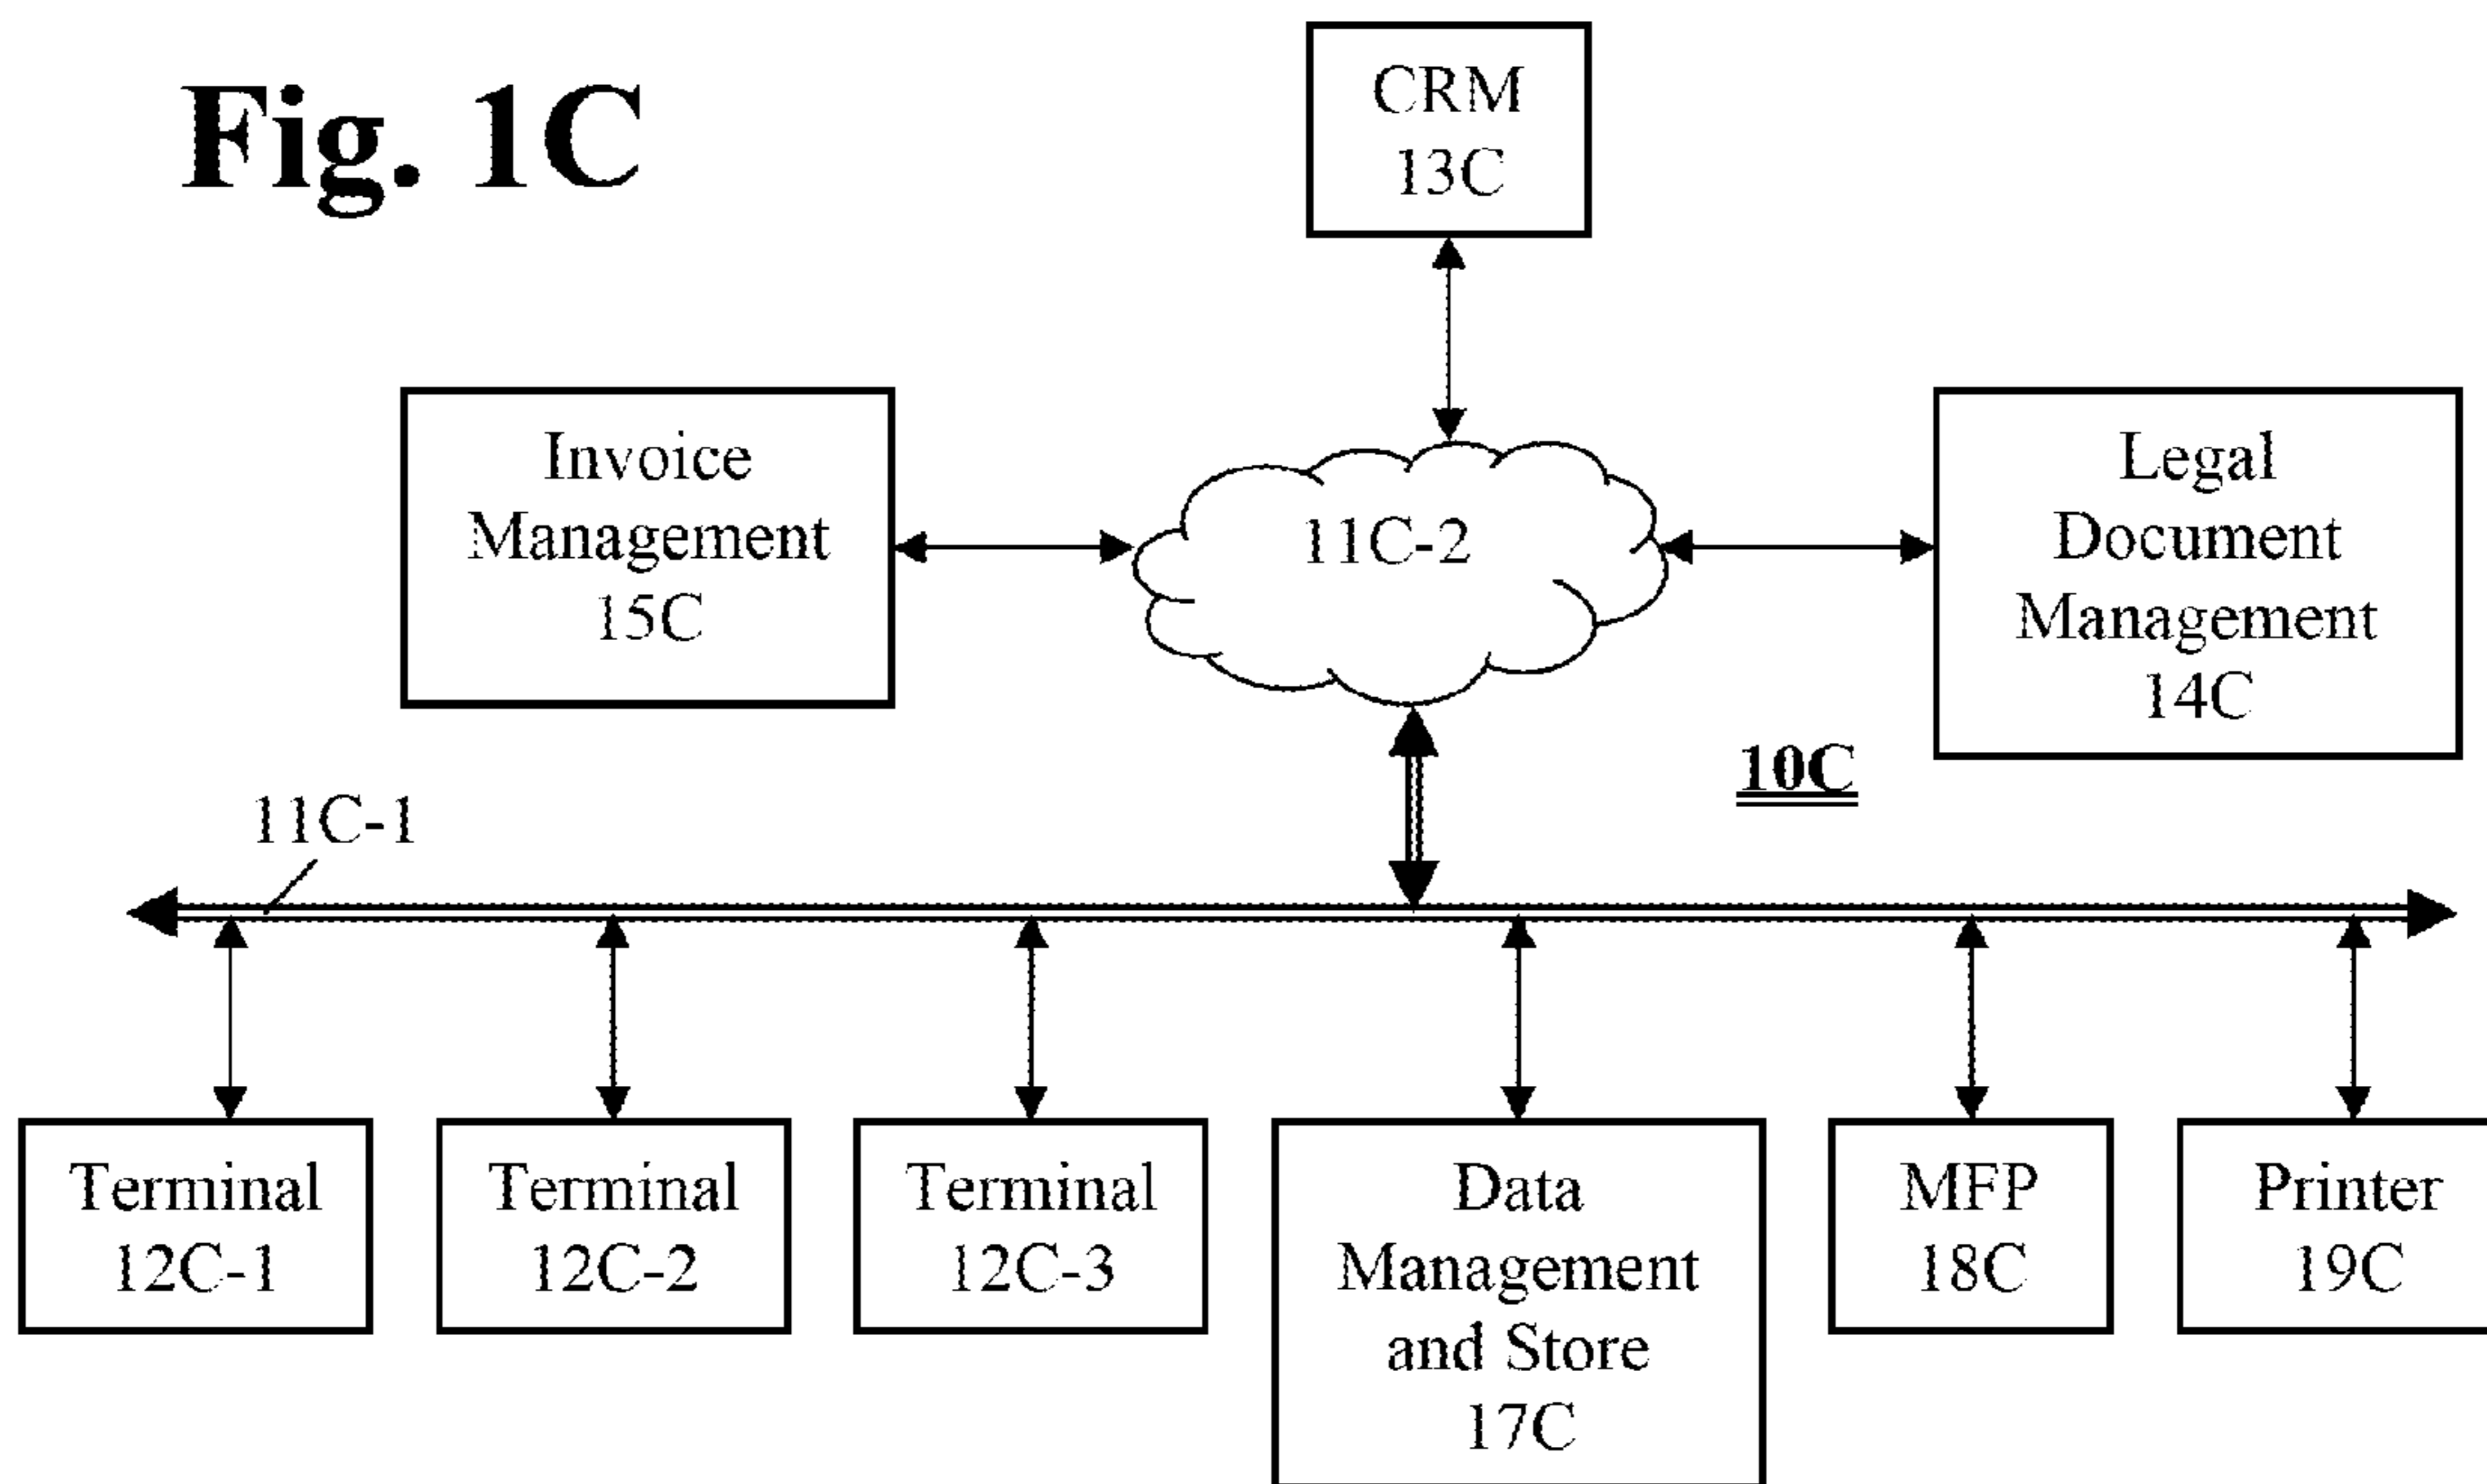 Fig. 1C
CRM
13C
Invoice
Management
15C
11C-2
Legal
Document
Management
14C
10C
11C-1
Terminal
12C-1
Terminal
12C-2
Terminal
12C-3
Data
Management
and Store
17C
MFP
18C
Printer
19C